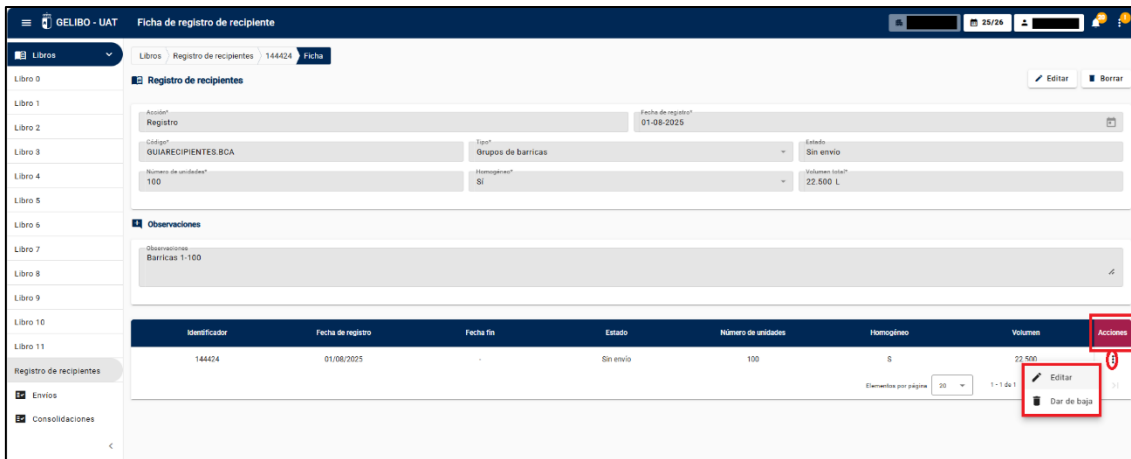 GELIBO - UAT Ficha de registro de recipiente 25/26
Libros
Libros Registro de recipientes 144424 Ficha
Libro 0
Registro de recipientes Editar Borrar
Libro 1
Acción* Fecha de registro*
Registro 01-08-2025
Libro 2
Código* Tipo* Estado
GUIARECIPIENTES.BCA Grupos de barricas Sin envío
Libro 3
Número de unidades* Homogéneo* Volumen total*
100 Sí 22.500 L
Libro 4
Libro 5
Libro 6
Observaciones
Libro 7
Observaciones
Barricas 1-100
Libro 8
Libro 9
Libro 10
Identificador Fecha de registro Fecha fin Estado Número de unidades Homogéneo Volumen Acciones
Libro 11
144424 01/08/2025 - Sin envío 100 S 22.500
Registro de recipientes
Elementos por página 20 1 - 1 de 1
Editar
Envíos
Dar de baja
Consolidaciones